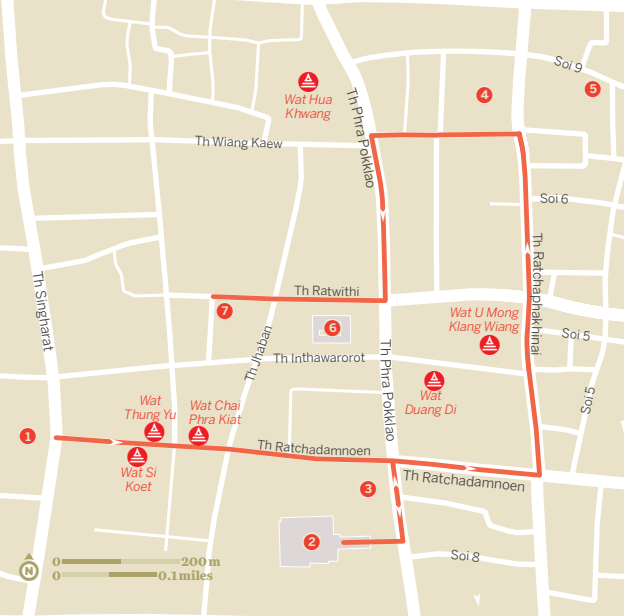 Soi 9
4
5
Wat Hua
Khwang
Th Phra Pokklao
Th Wiang Kaew
Soi 6
Th Singharat
Th Ratchaphakhinai
Th Ratwithi
7
6
Wat U Mong
Klang Wiang
Soi 5
Th Jhaban
Th Inthawarorot
Th Phra Pokklao
Wat
Duang Di
Soi 5
Wat
Thung Yu
Wat Chai
Phra Kiat
1
Th Ratchadamnoen
Wat Si
Koet
Th Ratchadamnoen
3
2
Soi 8
N
0 200 m
0 0.1 miles